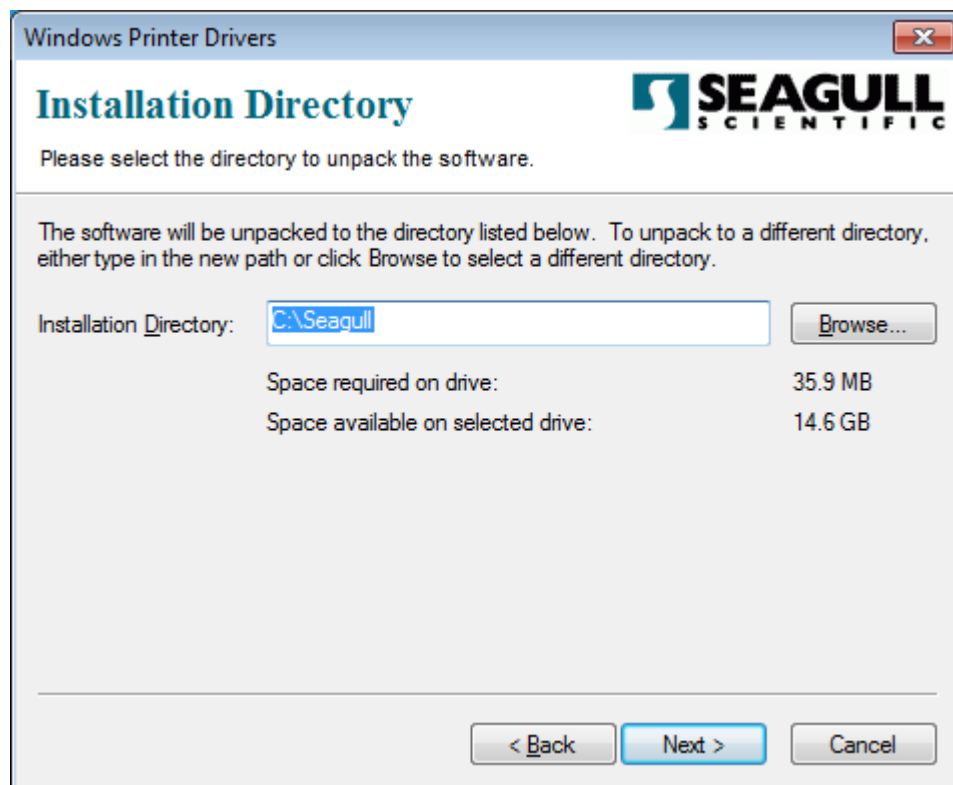 Windows Printer Drivers
Installation Directory
SEAGULL
SCIENTIFIC
Please select the directory to unpack the software.
The software will be unpacked to the directory listed below.  To unpack to a different directory,
either type in the new path or click Browse to select a different directory.
Installation Directory: C:\Seagull Browse...
Space required on drive: 35.9 MB
Space available on selected drive: 14.6 GB
< Back Next > Cancel